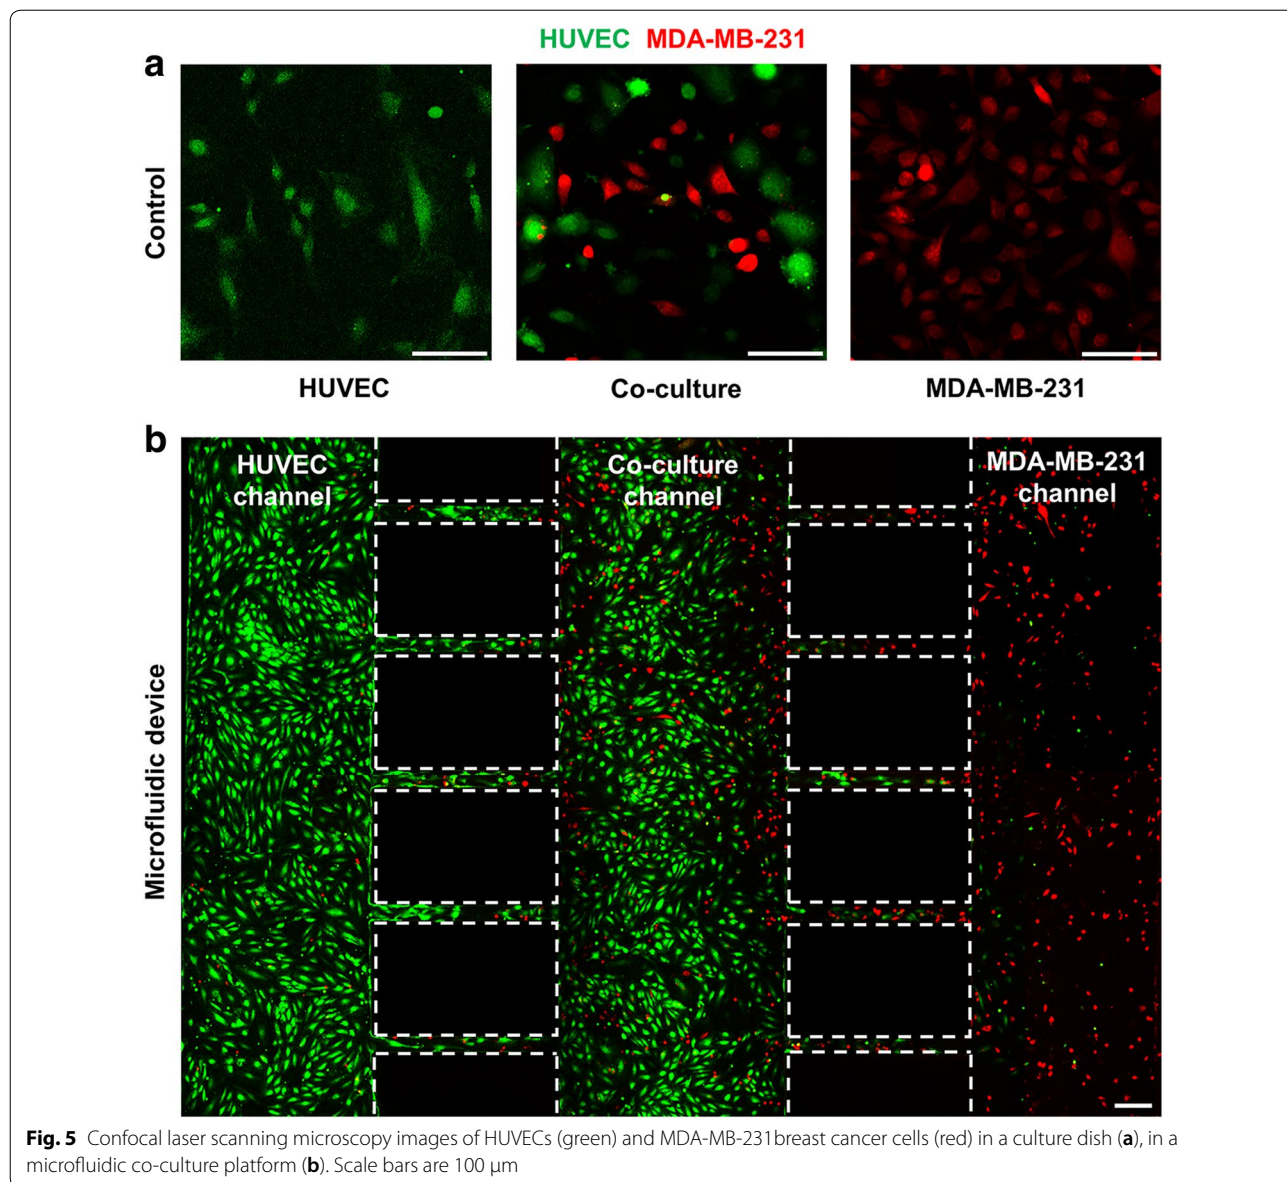 HUVEC MDA-MB-231
a
Control
HUVEC
Co-culture
MDA-MB-231
b
Microfluidic device
HUVEC
channel
Co-culture
channel
MDA-MB-231
channel
Fig. 5 Confocal laser scanning microscopy images of HUVECs (green) and MDA-MB-231breast cancer cells (red) in a culture dish (a), in a
microfluidic co-culture platform (b). Scale bars are 100 µm